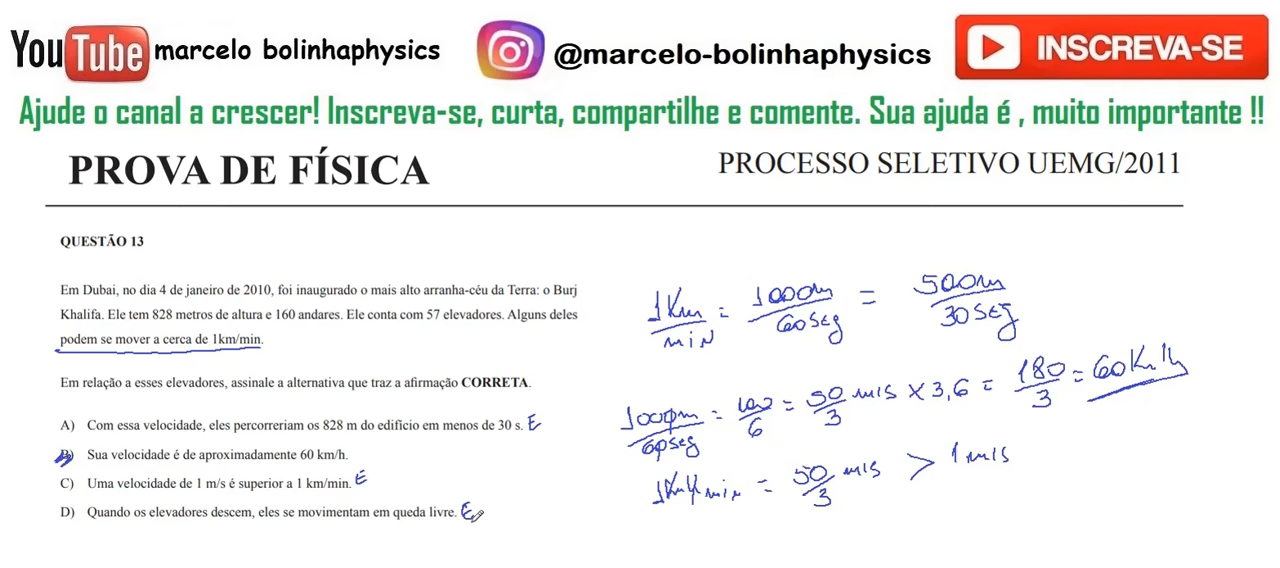 YouTube marcelo bolinhaphysics @marcelo-bolinhaphysics INSCREVA-SE
Ajude o canal a crescer! Inscreva-se, curta, compartilhe e comente. Sua ajuda é , muito importante !!
PROVA DE FÍSICA PROCESSO SELETIVO UEMG/2011
QUESTÃO 13
Em Dubai, no dia 4 de janeiro de 2010, foi inaugurado o mais alto arranha-céu da Terra: o Burj
Khalifa. Ele tem 828 metros de altura e 160 andares. Ele conta com 57 elevadores. Alguns deles
podem se mover a cerca de 1km/min.
Em relação a esses elevadores, assinale a alternativa que traz a afirmação CORRETA.
A) Com essa velocidade, eles percorreriam os 828 m do edifício em menos de 30 s. E
B) Sua velocidade é de aproximadamente 60 km/h.
C) Uma velocidade de 1 m/s é superior a 1 km/min. E
D) Quando os elevadores descem, eles se movimentam em queda livre. E
1Km/MIN = 1000m/60SEG = 500m/30SEG
1000m/60SEG = 100/6 = 50/3 m/s × 3,6 = 180/3 = 60Km/h
1Km/min = 50/3 m/s > 1 m/s